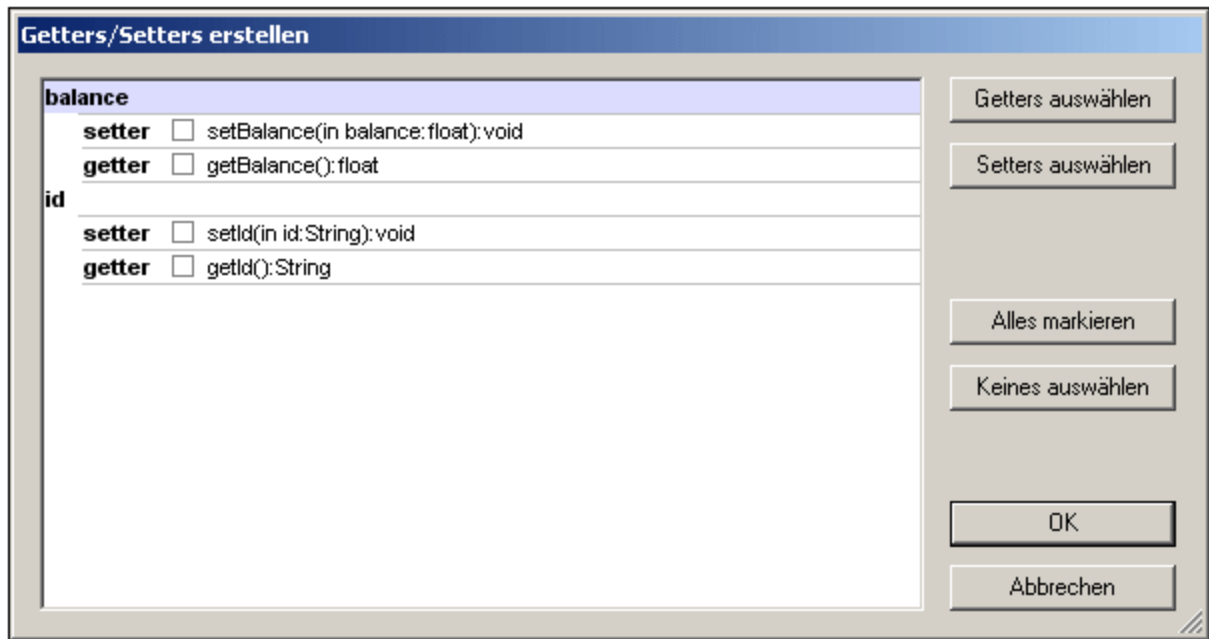 Getters/Setters erstellen
balance
setter setBalance(in balance:float):void
getter getBalance():float
id
setter setId(in id:String):void
getter getId():String
Getters auswählen
Setters auswählen
Alles markieren
Keines auswählen
OK
Abbrechen